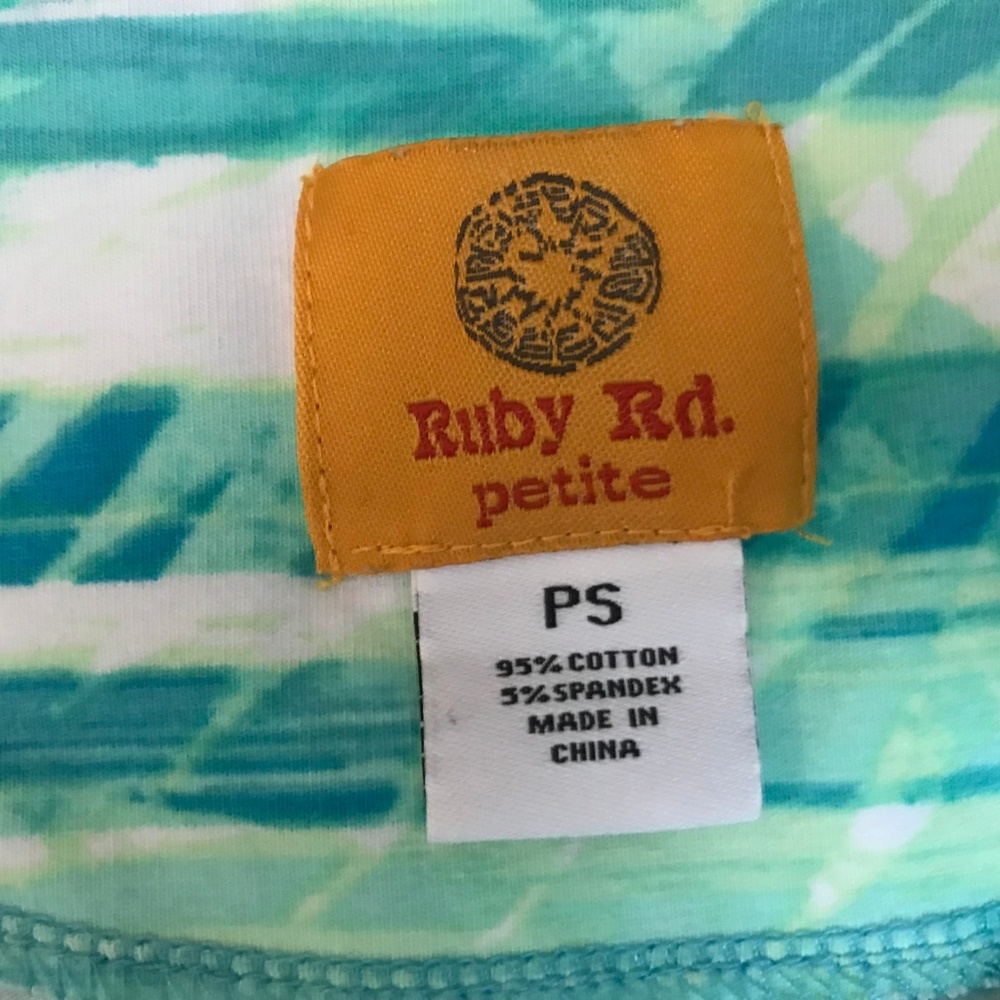 Ruby Rd.
petite
PS
95% COTTON
5% SPANDEX
MADE IN
CHINA